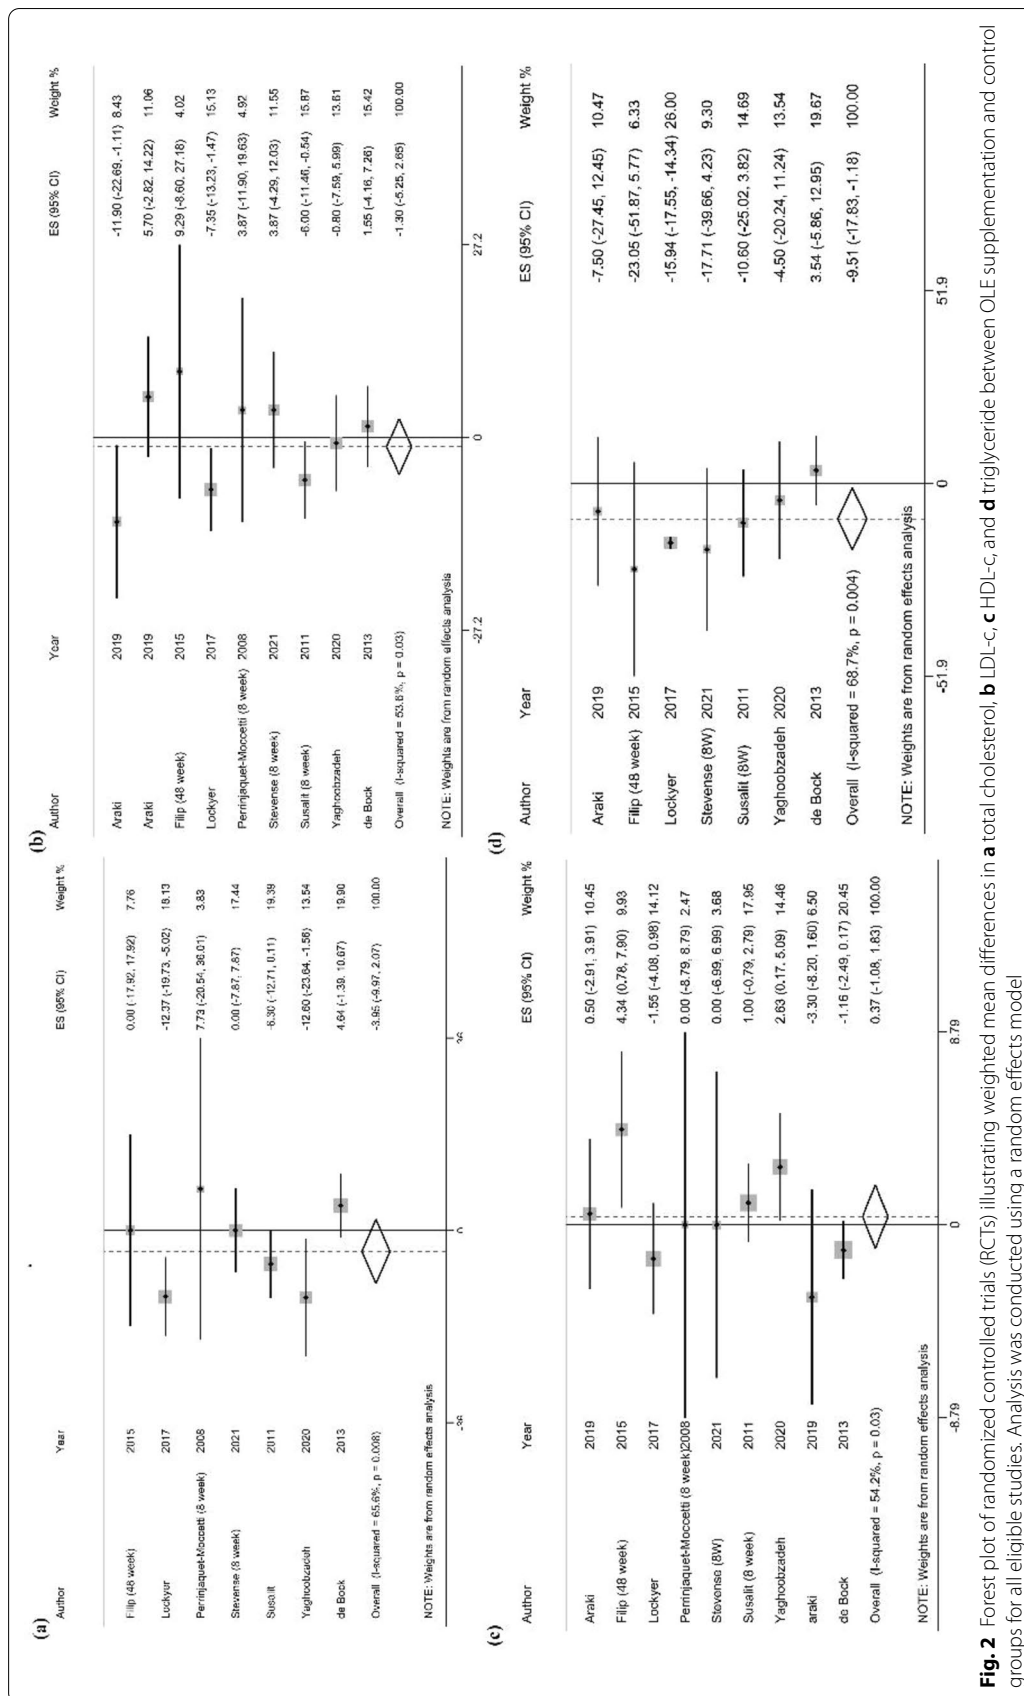 (a)
Author Year ES (95% CI) Weight %
Filip (48 week) 2015 0.00 (-17.92, 17.92) 7.76
Lockyer 2017 -12.37 (-19.73, -5.02) 18.13
Perrinjaquet-Moccetti (8 week) 2008 7.73 (-20.54, 36.01) 3.83
Stevense (8 week) 2021 0.00 (-7.87, 7.87) 17.44
Susalit 2011 -6.30 (-12.71, 0.11) 19.39
Yaghoobzadeh 2020 -12.60 (-23.64, -1.56) 13.54
de Bock 2013 4.64 (-1.39, 10.67) 19.90
Overall (I-squared = 65.6%, p = 0.008) -3.95 (-9.97, 2.07) 100.00
NOTE: Weights are from random effects analysis
-36 0 36
(b)
Author Year ES (95% CI) Weight %
Araki 2019 -11.90 (-22.69, -1.11) 8.43
Araki 2019 5.70 (-2.82, 14.22) 11.06
Filip (48 week) 2015 9.29 (-8.60, 27.18) 4.02
Lockyer 2017 -7.35 (-13.23, -1.47) 15.13
Perrinjaquet-Moccetti (8 week) 2008 3.87 (-11.90, 19.63) 4.92
Stevense (8 week) 2021 3.87 (-4.29, 12.03) 11.55
Susalit (8 week) 2011 -6.00 (-11.46, -0.54) 15.87
Yaghoobzadeh 2020 -0.80 (-7.59, 5.99) 13.61
de Bock 2013 1.55 (-4.16, 7.26) 15.42
Overall (I-squared = 53.6%, p = 0.03) -1.30 (-5.25, 2.65) 100.00
NOTE: Weights are from random effects analysis
-27.2 0 27.2
(c)
Author Year ES (95% CI) Weight %
Araki 2019 0.50 (-2.91, 3.91) 10.45
Filip (48 week) 2015 4.34 (0.78, 7.90) 9.93
Lockyer 2017 -1.55 (-4.08, 0.98) 14.12
Perrinjaquet-Moccetti (8 week) 2008 0.00 (-8.79, 8.79) 2.47
Stevense (8W) 2021 0.00 (-6.99, 6.99) 3.68
Susalit (8 week) 2011 1.00 (-0.79, 2.79) 17.95
Yaghoobzadeh 2020 2.63 (0.17, 5.09) 14.46
araki 2019 -3.30 (-8.20, 1.60) 6.50
de Bock 2013 -1.16 (-2.49, 0.17) 20.45
Overall (I-squared = 54.2%, p = 0.03) 0.37 (-1.08, 1.83) 100.00
NOTE: Weights are from random effects analysis
-8.79 0 8.79
(d)
Author Year ES (95% CI) Weight %
Araki 2019 -7.50 (-27.45, 12.45) 10.47
Filip (48 week) 2015 -23.05 (-51.87, 5.77) 6.33
Lockyer 2017 -15.94 (-17.55, -14.34) 26.00
Stevense (8W) 2021 -17.71 (-39.66, 4.23) 9.30
Susalit (8W) 2011 -10.60 (-25.02, 3.82) 14.69
Yaghoobzadeh 2020 -4.50 (-20.24, 11.24) 13.54
de Bock 2013 3.54 (-5.86, 12.95) 19.67
Overall (I-squared = 68.7%, p = 0.004) -9.51 (-17.83, -1.18) 100.00
NOTE: Weights are from random effects analysis
-51.9 0 51.9
Fig. 2 Forest plot of randomized controlled trials (RCTs) illustrating weighted mean differences in a total cholesterol, b LDL-c, c HDL-c, and d triglyceride between OLE supplementation and control
groups for all eligible studies. Analysis was conducted using a random effects model